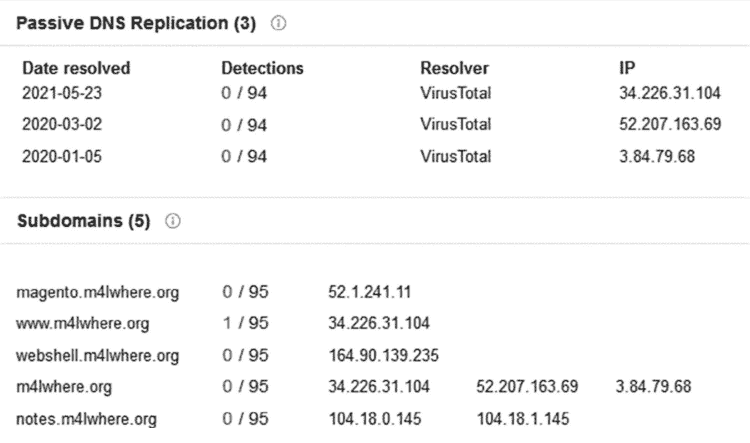 Passive DNS Replication (3)
Date resolved Detections Resolver IP
2021-05-23 0 / 94 VirusTotal 34.226.31.104
2020-03-02 0 / 94 VirusTotal 52.207.163.69
2020-01-05 0 / 94 VirusTotal 3.84.79.68
Subdomains (5)
magento.m4lwhere.org 0 / 95 52.1.241.11
www.m4lwhere.org 1 / 95 34.226.31.104
webshell.m4lwhere.org 0 / 95 164.90.139.235
m4lwhere.org 0 / 95 34.226.31.104 52.207.163.69 3.84.79.68
notes.m4lwhere.org 0 / 95 104.18.0.145 104.18.1.145